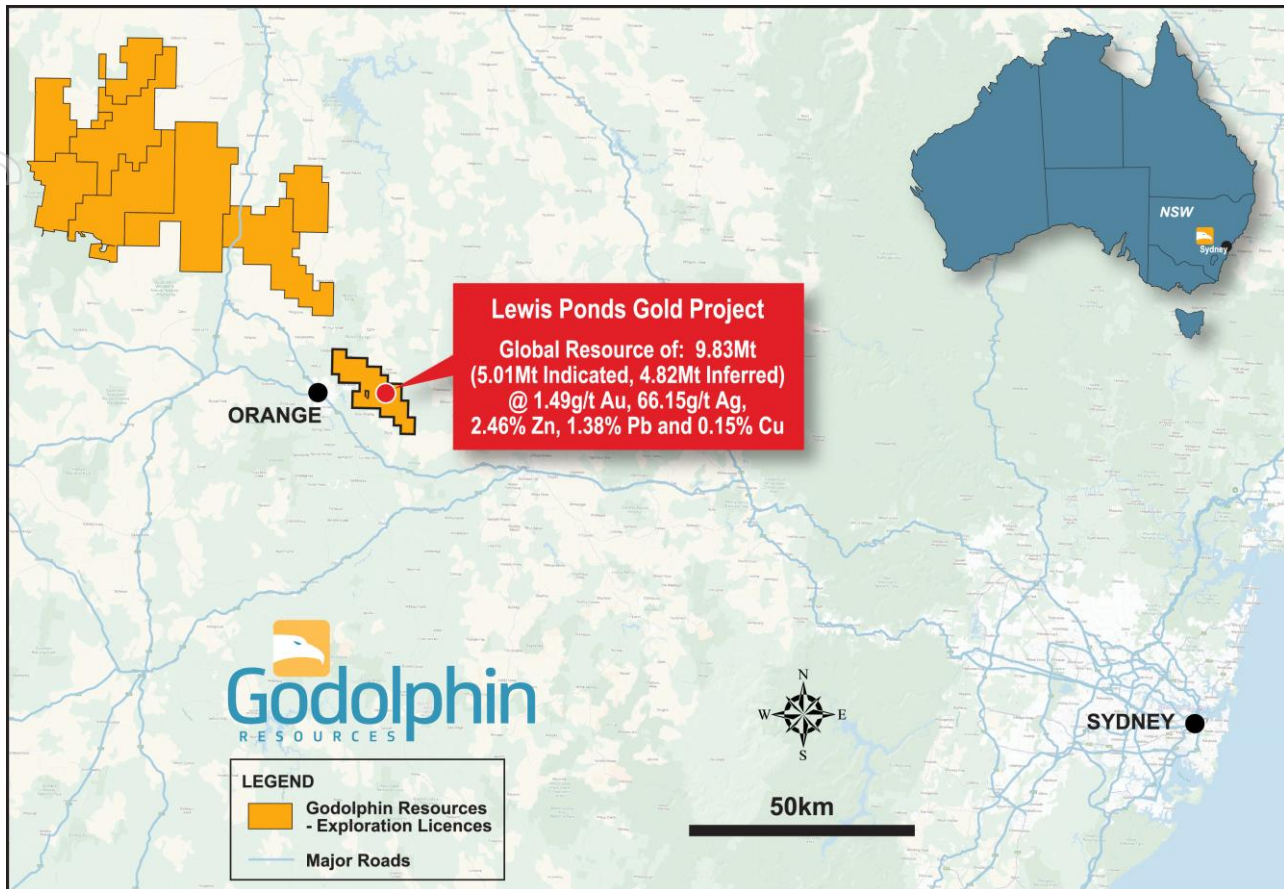 NSW
Sydney
Lewis Ponds Gold Project
Global Resource of: 9.83Mt
(5.01Mt Indicated, 4.82Mt Inferred)
@ 1.49g/t Au, 66.15g/t Ag,
2.46% Zn, 1.38% Pb and 0.15% Cu
ORANGE
Godolphin
RESOURCES
N
W E
S
SYDNEY
LEGEND
Godolphin Resources
- Exploration Licences
Major Roads
50km